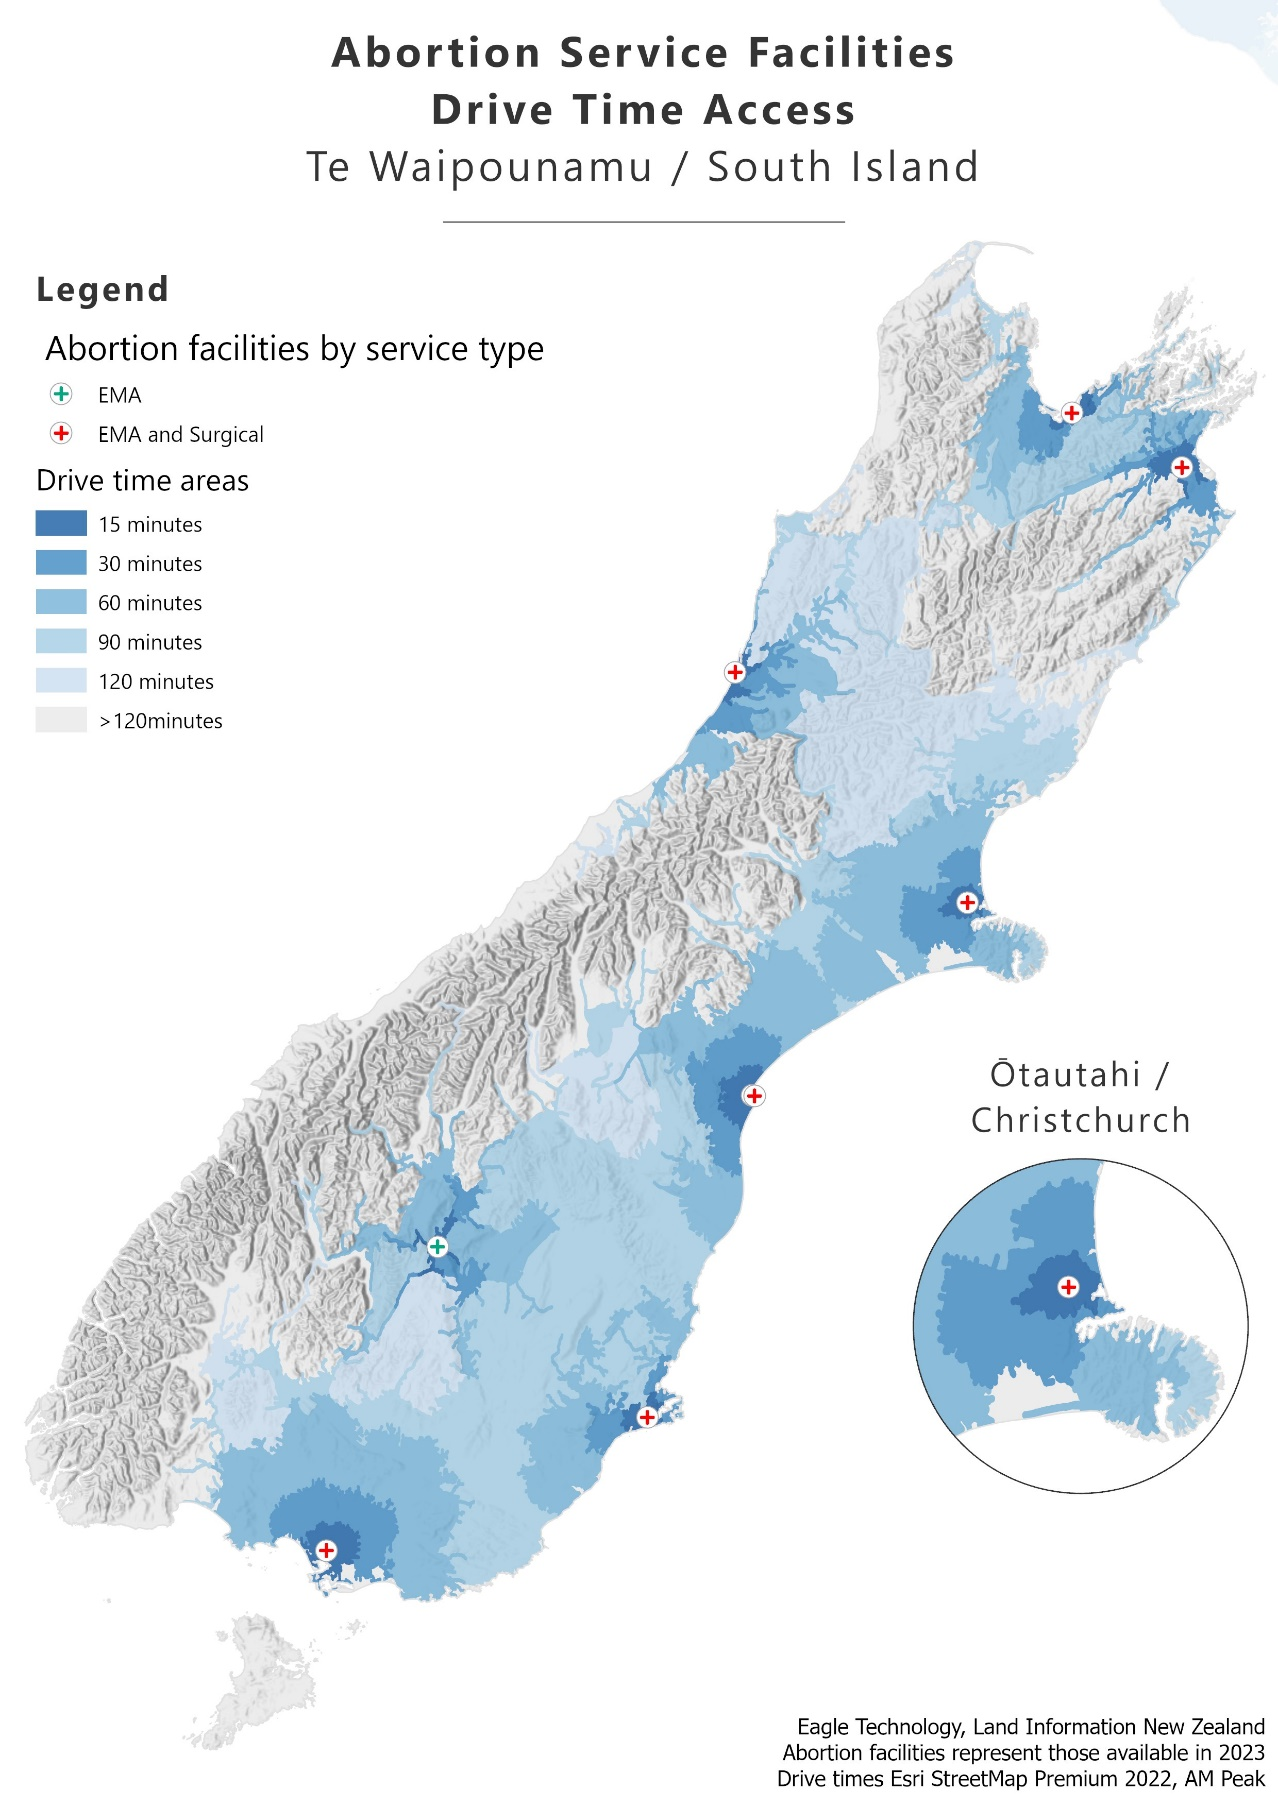 Abortion Service Facilities
Drive Time Access
Te Waipounamu / South Island
Legend
Abortion facilities by service type
EMA
EMA and Surgical
Drive time areas
15 minutes
30 minutes
60 minutes
90 minutes
120 minutes
>120minutes
Ōtautahi /
Christchurch
Eagle Technology, Land Information New Zealand
Abortion facilities represent those available in 2023
Drive times Esri StreetMap Premium 2022, AM Peak